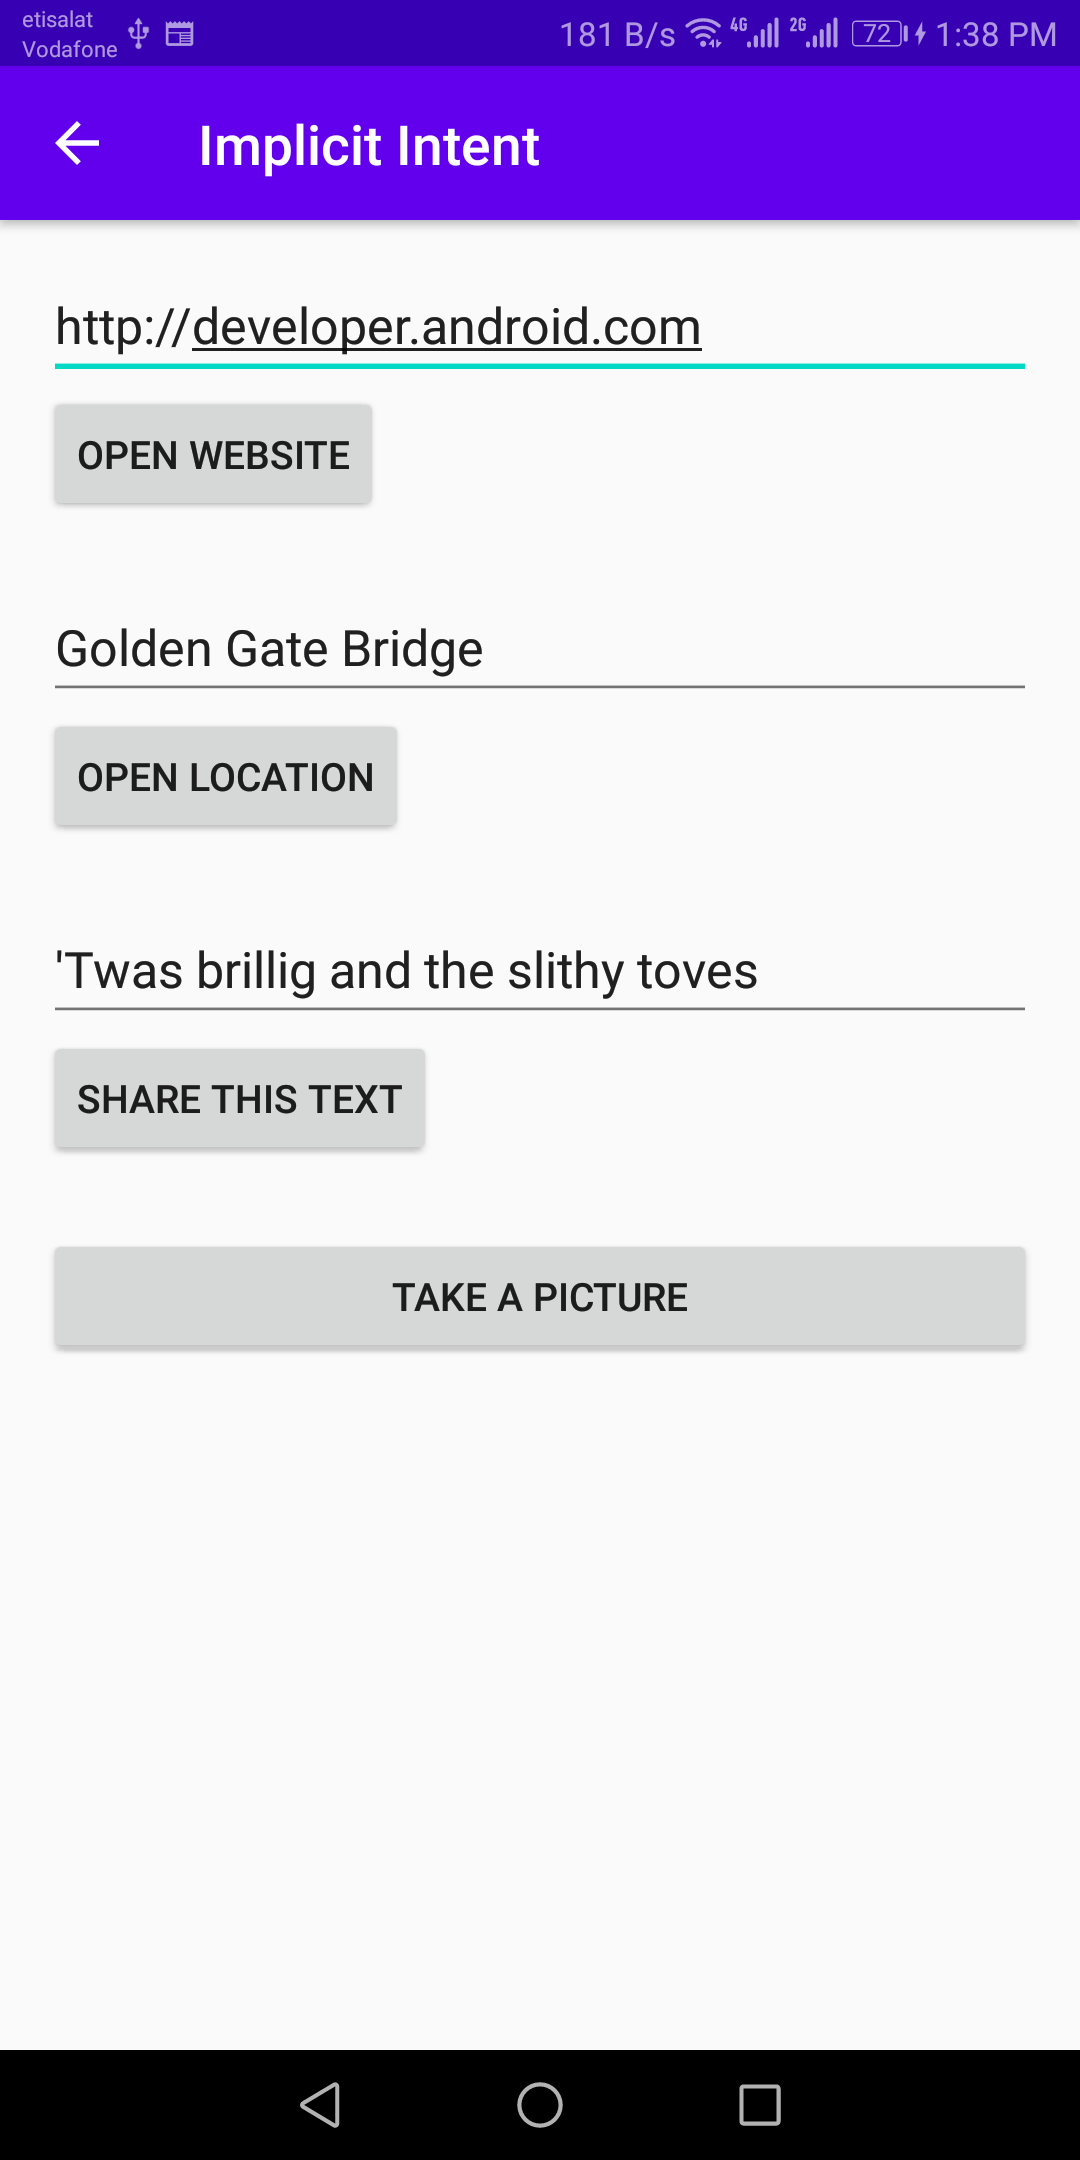 etisalat
Vodafone
181 B/s 4G 2G 72 1:38 PM
Implicit Intent
http://developer.android.com
OPEN WEBSITE
Golden Gate Bridge
OPEN LOCATION
'Twas brillig and the slithy toves
SHARE THIS TEXT
TAKE A PICTURE